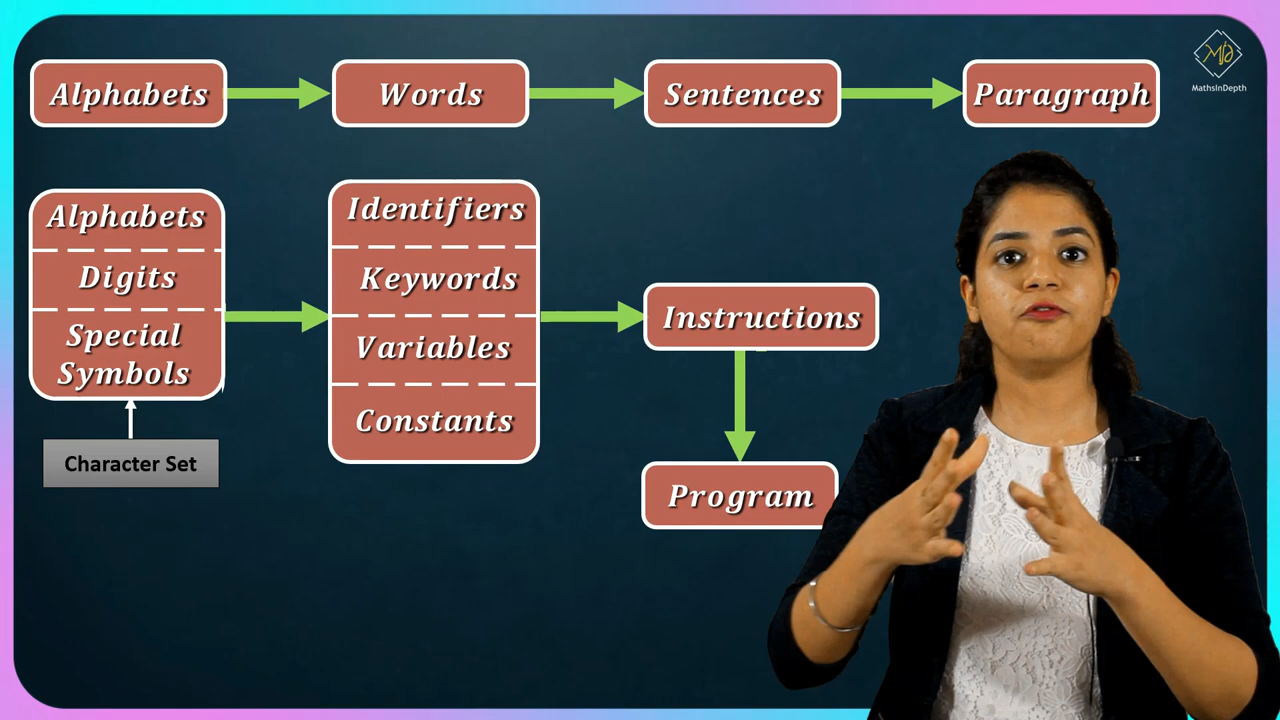 Alphabets
Words
Sentences
Paragraph
MathsInDepth
Alphabets
Digits
Special
Symbols
Character Set
Identifiers
Keywords
Variables
Constants
Instructions
Program